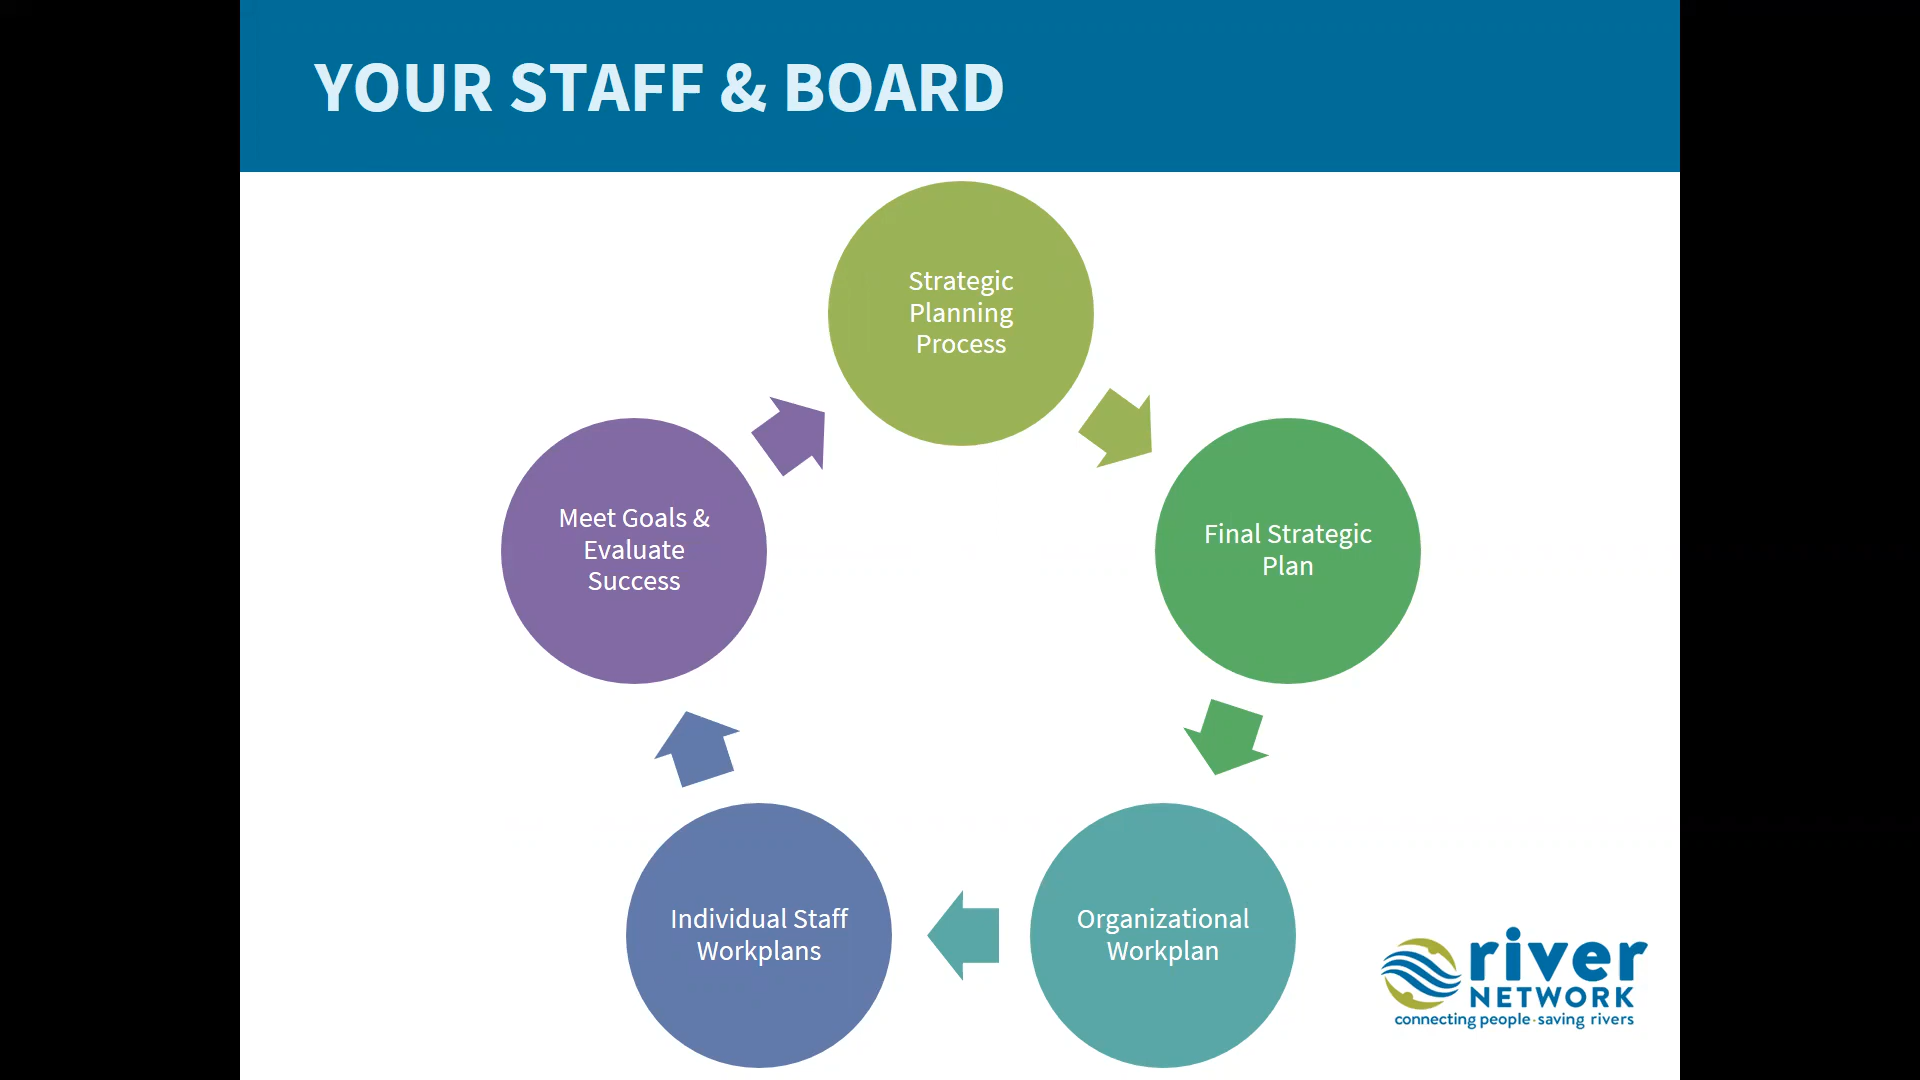 YOUR STAFF & BOARD
Strategic
Planning
Process
Final Strategic
Plan
Organizational
Workplan
Individual Staff
Workplans
Meet Goals &
Evaluate
Success
river
NETWORK
connecting people·saving rivers